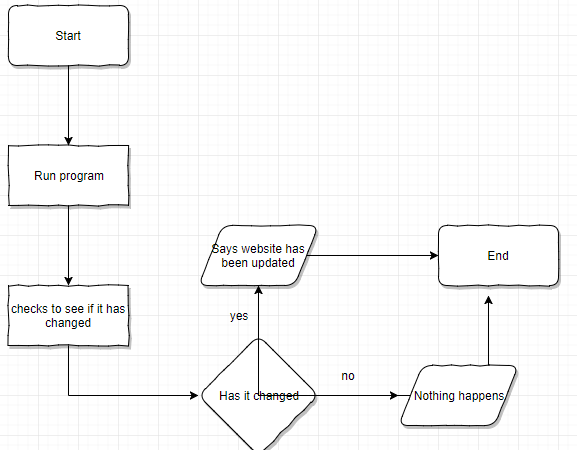 Start
Run program
checks to see if it has
changed
Says website has
been updated
End
yes
Has it changed
no
Nothing happens